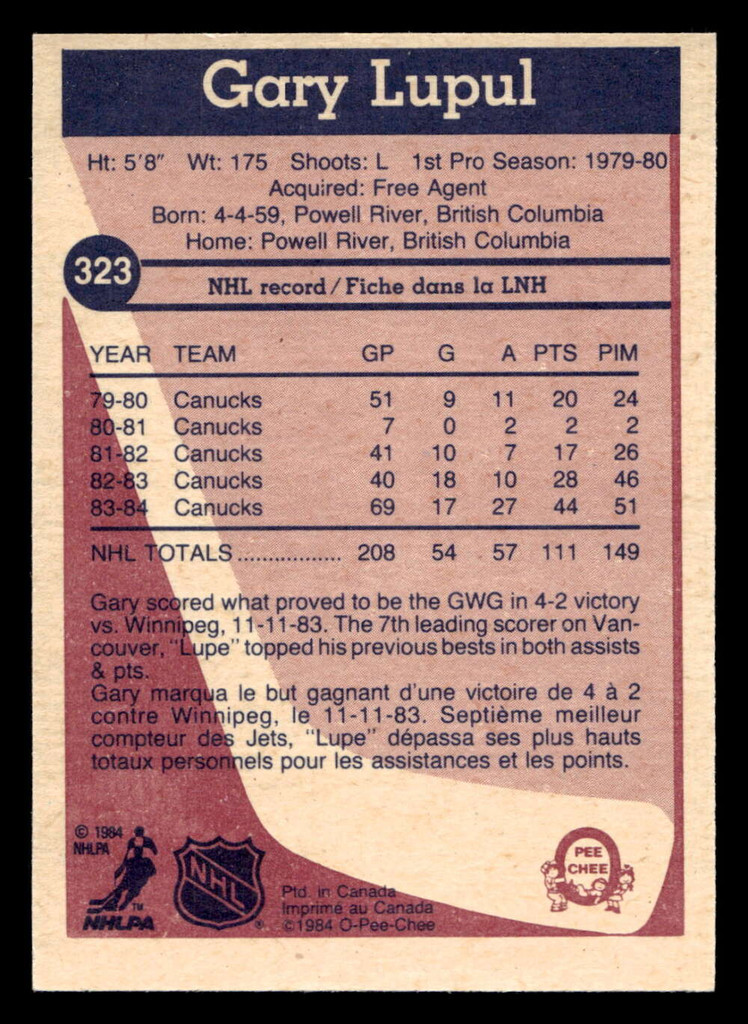 Gary Lupul
Ht: 5'8" Wt: 175 Shoots: L 1st Pro Season: 1979-80
Acquired: Free Agent
Born: 4-4-59, Powell River, British Columbia
Home: Powell River, British Columbia
323
NHL record/Fiche dans la LNH
YEAR TEAM GP G A PTS PIM
79-80 Canucks 51 9 11 20 24
80-81 Canucks 7 0 2 2 2
81-82 Canucks 41 10 7 17 26
82-83 Canucks 40 18 10 28 46
83-84 Canucks 69 17 27 44 51
NHL TOTALS ................. 208 54 57 111 149
Gary scored what proved to be the GWG in 4-2 victory
vs. Winnipeg, 11-11-83. The 7th leading scorer on Van-
couver, "Lupe" topped his previous bests in both assists
& pts.
Gary marqua le but gagnant d'une victoire de 4 à 2
contre Winnipeg, le 11-11-83. Septième meilleur
compteur des Jets, "Lupe" dépassa ses plus hauts
totaux personnels pour les assistances et les points.
© 1984
NHLPA
TM
NHLPA
NHL
®
Ptd. in Canada
Imprimé au Canada
©1984 O-Pee-Chee
PEE
CHEE